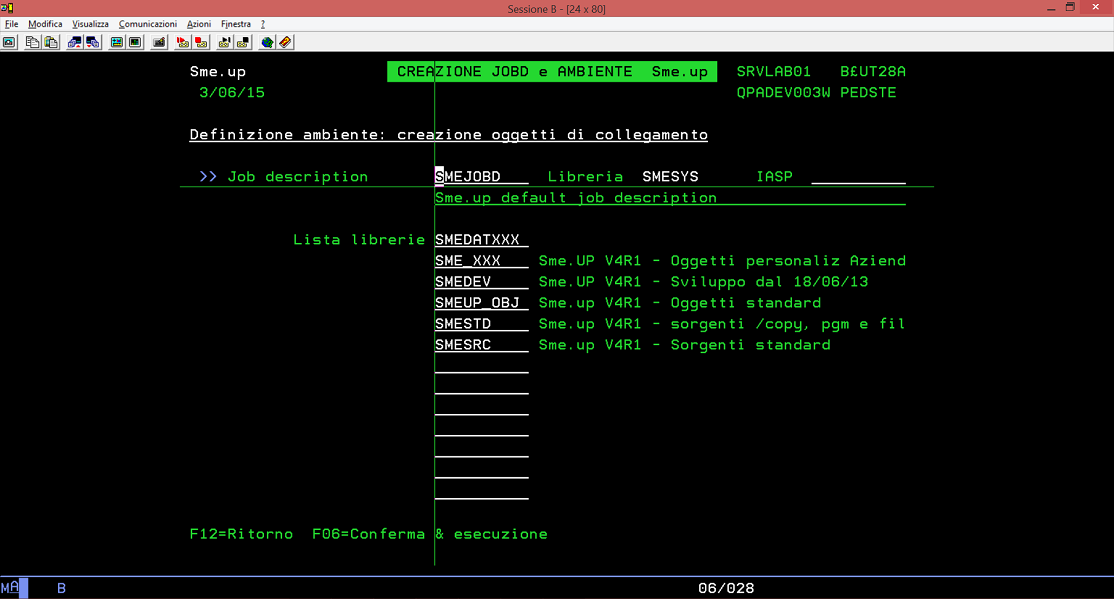 Sessione B - [24 x 80]
File Modifica Visualizza Comunicazioni Azioni Finestra ?
Sme.up CREAZIONE JOBD e AMBIENTE Sme.up SRVLAB01 B£UT28A
3/06/15 QPADEV003W PEDSTE
Definizione ambiente: creazione oggetti di collegamento
>> Job description SMEJOBD Libreria SMESYS IASP
Sme.up default job description
Lista librerie SMEDATXXX
SME_XXX Sme.UP V4R1 - Oggetti personaliz Aziend
SMEDEV Sme.UP V4R1 - Sviluppo dal 18/06/13
SMEUP_OBJ Sme.up V4R1 - Oggetti standard
SMESTD Sme.up V4R1 - sorgenti /copy, pgm e fil
SMESRC Sme.up V4R1 - Sorgenti standard
F12=Ritorno F06=Conferma & esecuzione
MA B 06/028